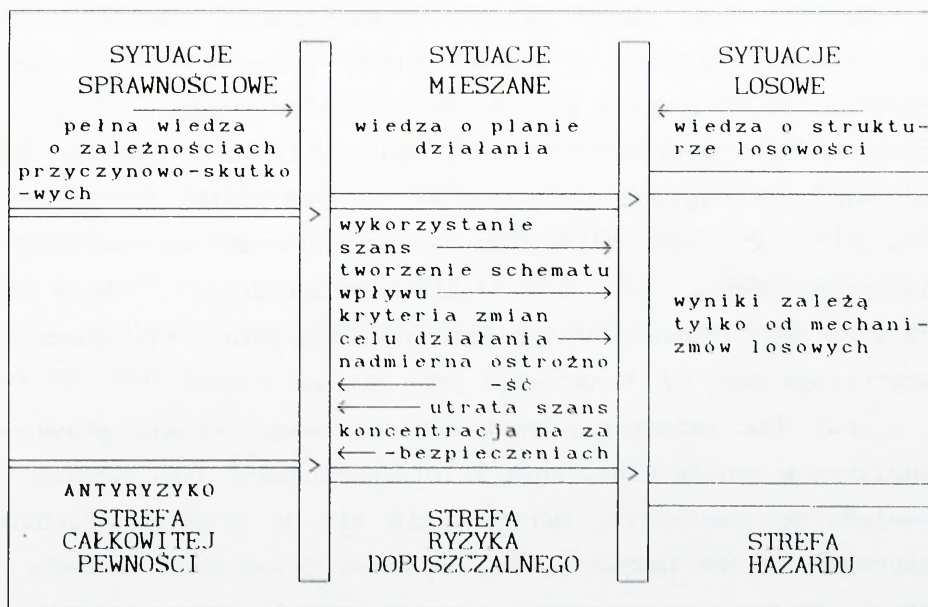 SYTUACJE
SPRAWNOŚCIOWE
pełna wiedza
o zależnościach
przyczynowo-skutko
-wych
ANTYRYZYKO
STREFA
CAŁKOWITEJ
PEWNOŚCI
SYTUACJE
MIESZANE
wiedza o planie
działania
wykorzystanie
szans
tworzenie schematu
wpływu
kryteria zmian
celu działania
nadmierna ostrożno
-ść
utrata szans
koncentracja na za
-bezpieczeniach
STREFA
RYZYKA
DOPUSZCZALNEGO
SYTUACJE
LOSOWE
wiedza o struktu-
rze losowości
wyniki zależą
tylko od mechani-
zmów losowych
STREFA
HAZARDU